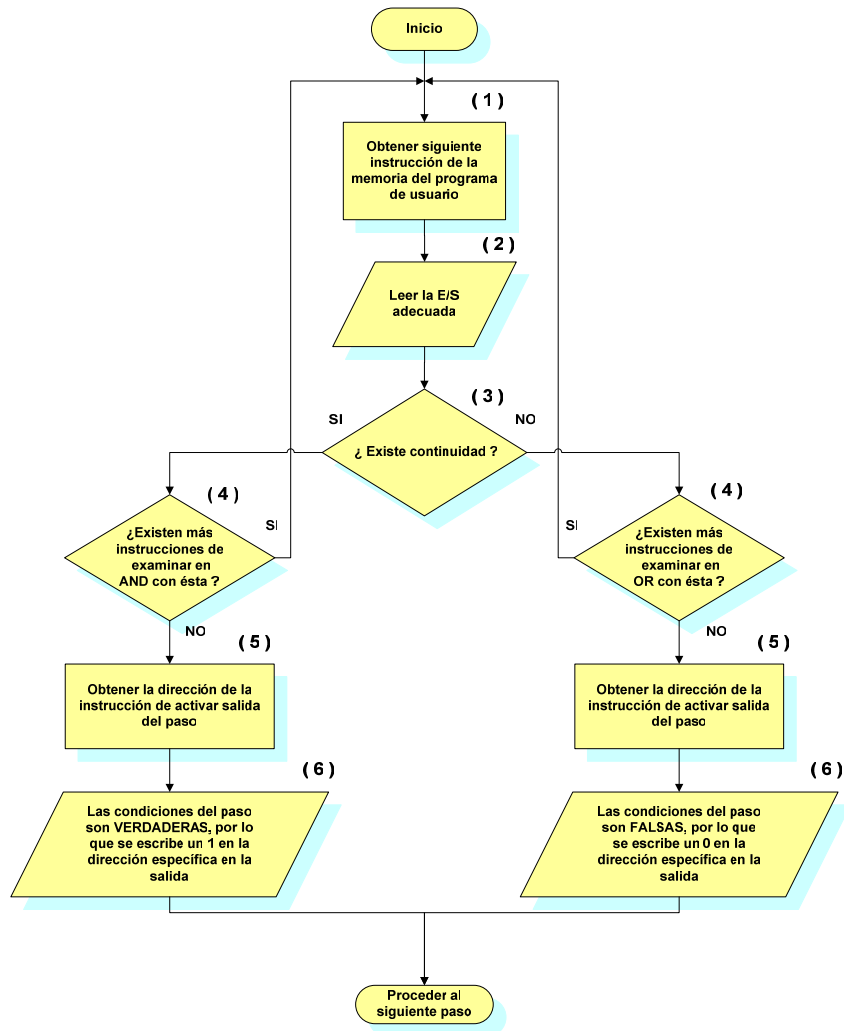 Inicio
( 1 )
Obtener siguiente
instrucción de la
memoria del programa
de usuario
( 2 )
Leer la E/S
adecuada
( 3 )
SI
NO
¿ Existe continuidad ?
( 4 )
SI
¿Existen más
instrucciones de
examinar en
AND con ésta ?
NO
( 5 )
Obtener la dirección de la
instrucción de activar salida
del paso
( 6 )
Las condiciones del paso
son VERDADERAS, por lo
que se escribe un 1 en la
dirección específica en la
salida
( 4 )
SI
¿Existen más
instrucciones de
examinar en
OR con ésta ?
NO
( 5 )
Obtener la dirección de la
instrucción de activar salida
del paso
( 6 )
Las condiciones del paso
son FALSAS, por lo que
se escribe un 0 en la
dirección específica en la
salida
Proceder al
siguiente paso